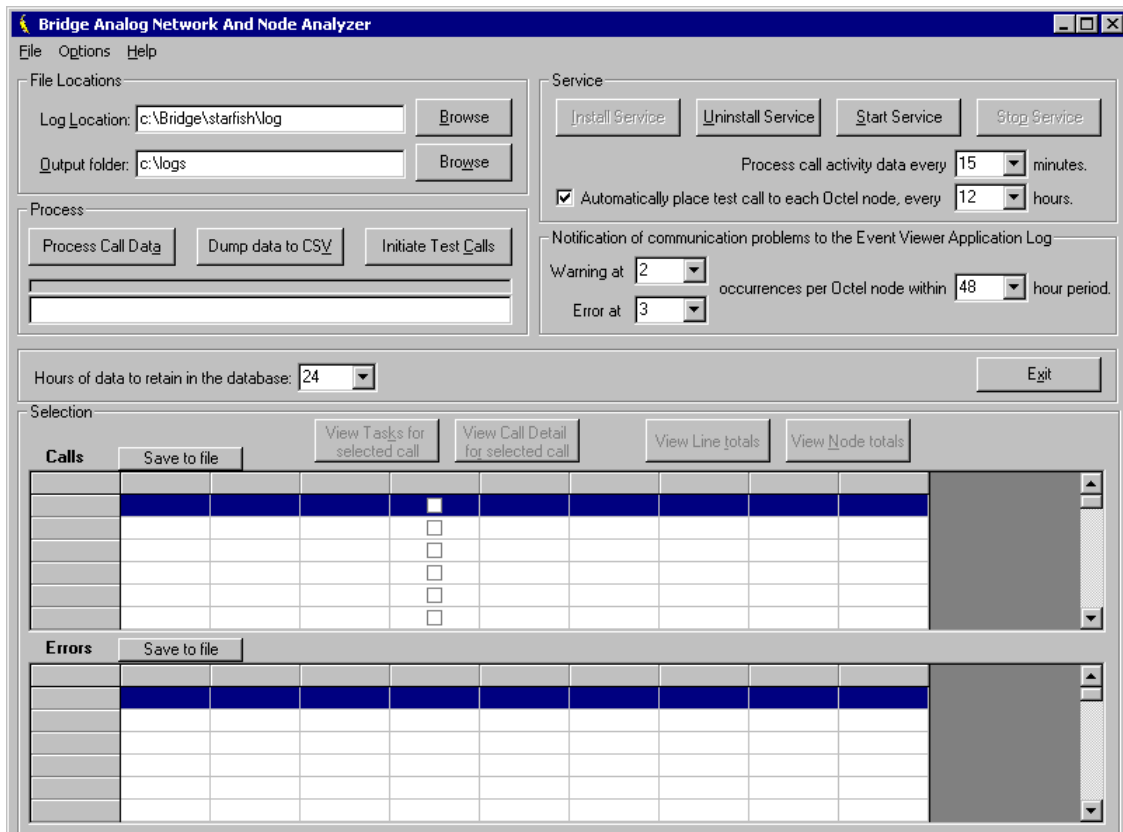 Bridge Analog Network And Node Analyzer
File Options Help
File Locations
Log Location: c:\Bridge\starfish\log Browse
Output folder: c:\logs Browse
Service
Install Service Uninstall Service Start Service Stop Service
Process call activity data every 15 minutes.
Automatically place test call to each Octel node, every 12 hours.
Process
Process Call Data Dump data to CSV Initiate Test Calls
Notification of communication problems to the Event Viewer Application Log
Warning at 2
occurrences per Octel node within 48 hour period.
Error at 3
Hours of data to retain in the database: 24 Exit
Selection
View Tasks for selected call
View Call Detail for selected call
View Line totals View Node totals
Calls Save to file
Errors Save to file